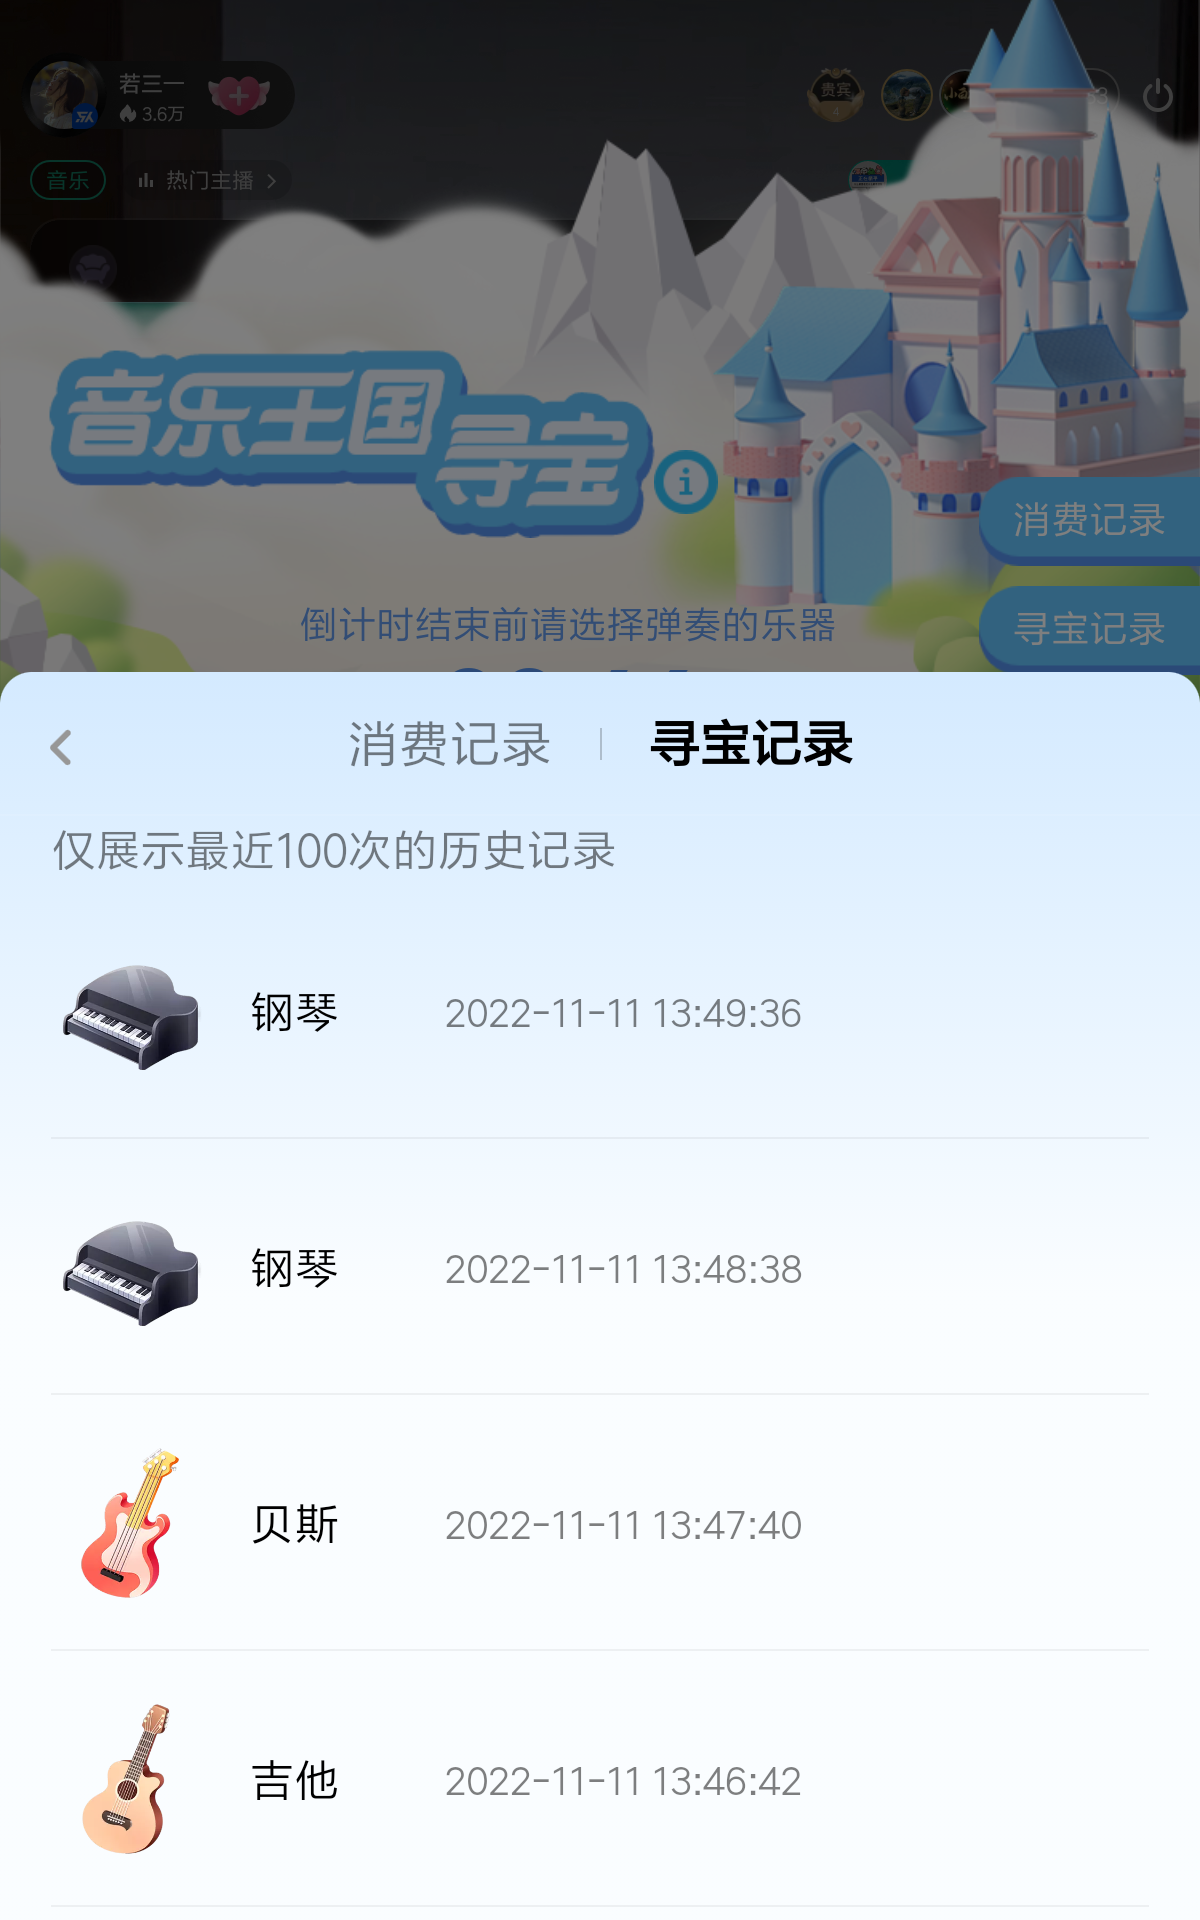 若三一
3.6万
贵宾
4
音乐
热门主播
音乐王国
寻宝
消费记录
寻宝记录
倒计时结束前请选择弹奏的乐器
消费记录
寻宝记录
仅展示最近100次的历史记录
钢琴 2022-11-11 13:49:36
钢琴 2022-11-11 13:48:38
贝斯 2022-11-11 13:47:40
吉他 2022-11-11 13:46:42